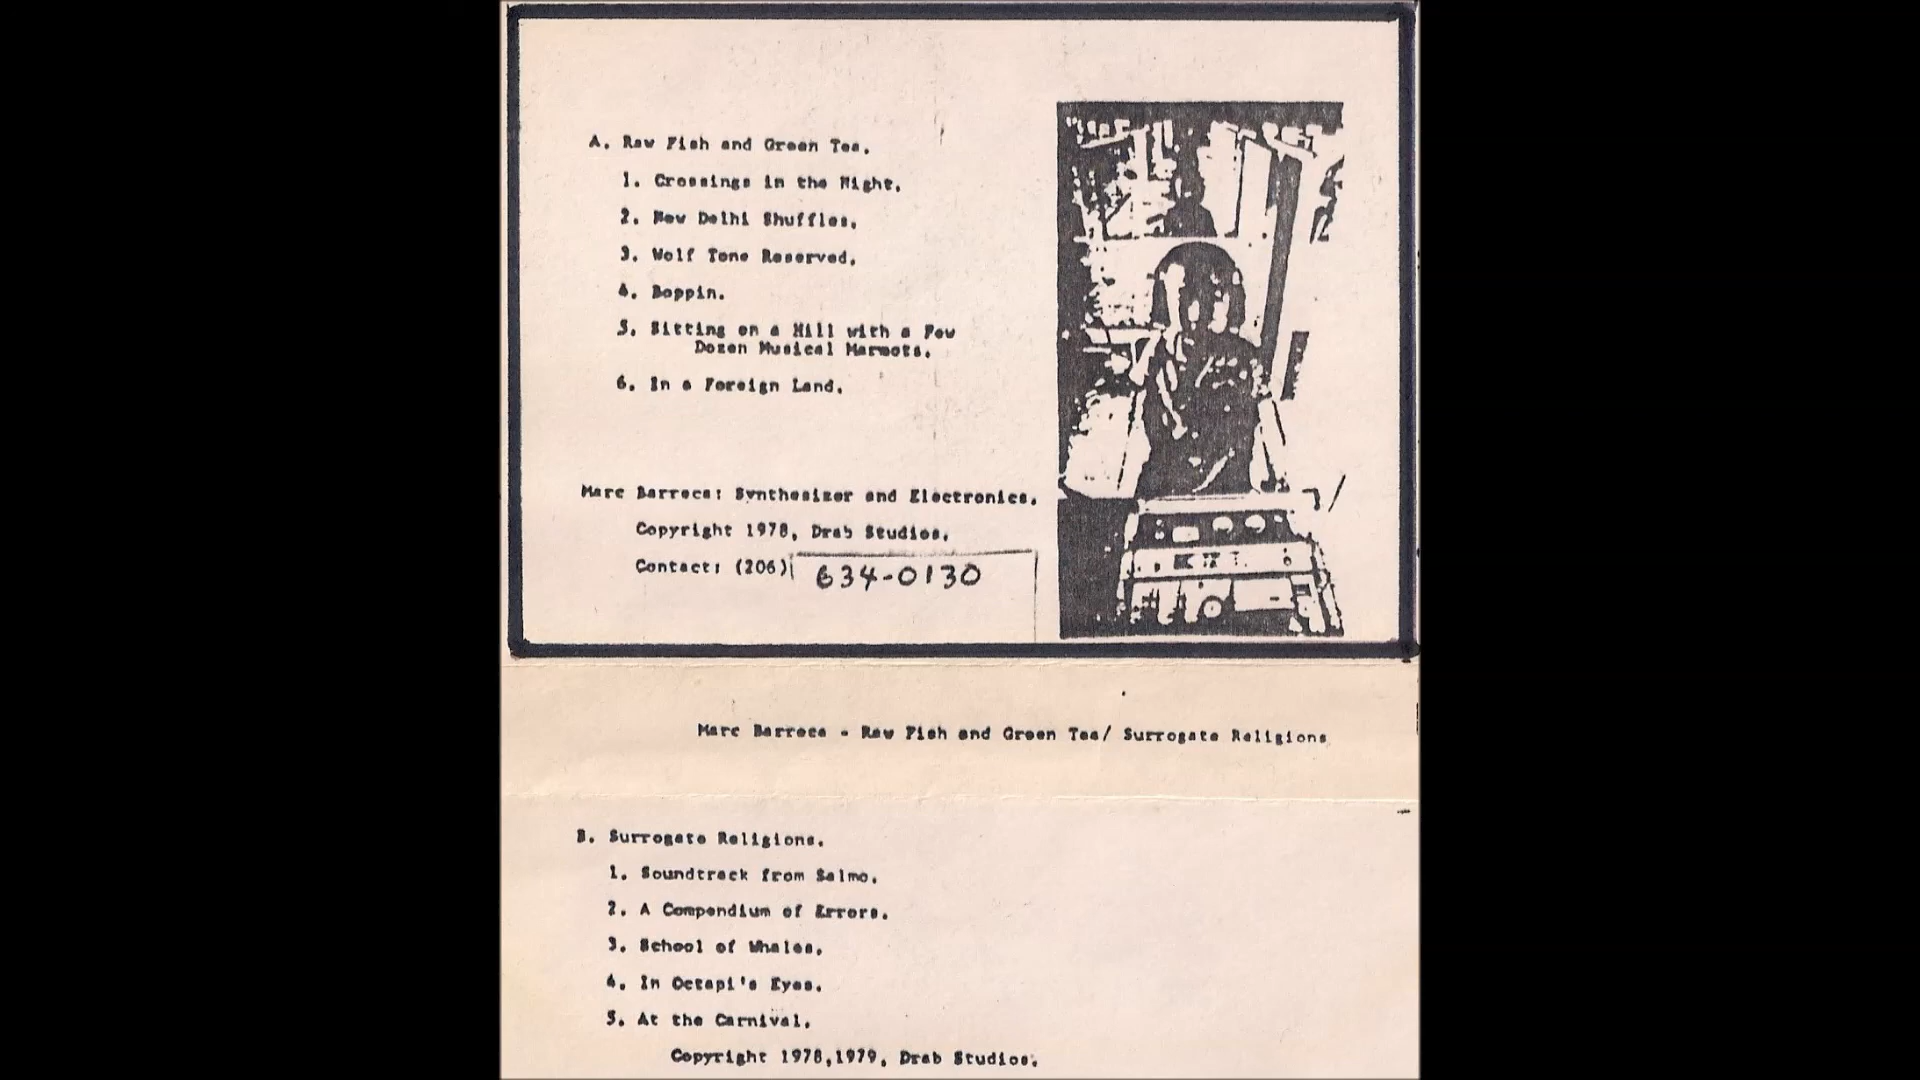 A. Raw Fish and Green Tea.
1. Crossings in the Night.
2. New Delhi Shuffles.
3. Wolf Tone Reserved.
4. Boppin.
5. Sitting on a Hill with a Few
Dozen Musical Marmots.
6. In a Foreign Land.
Marc Barreca: Synthesizer and Electronics.
Copyright 1978, Drab Studios.
Contact: (206) 634-0130
Marc Barreca - Raw Fish and Green Tea/ Surrogate Religions
B. Surrogate Religions.
1. Soundtrack from Salmo.
2. A Compendium of Errors.
3. School of Whales.
4. In Octapi's Eyes.
5. At the Carnival.
Copyright 1978,1979, Drab Studios.